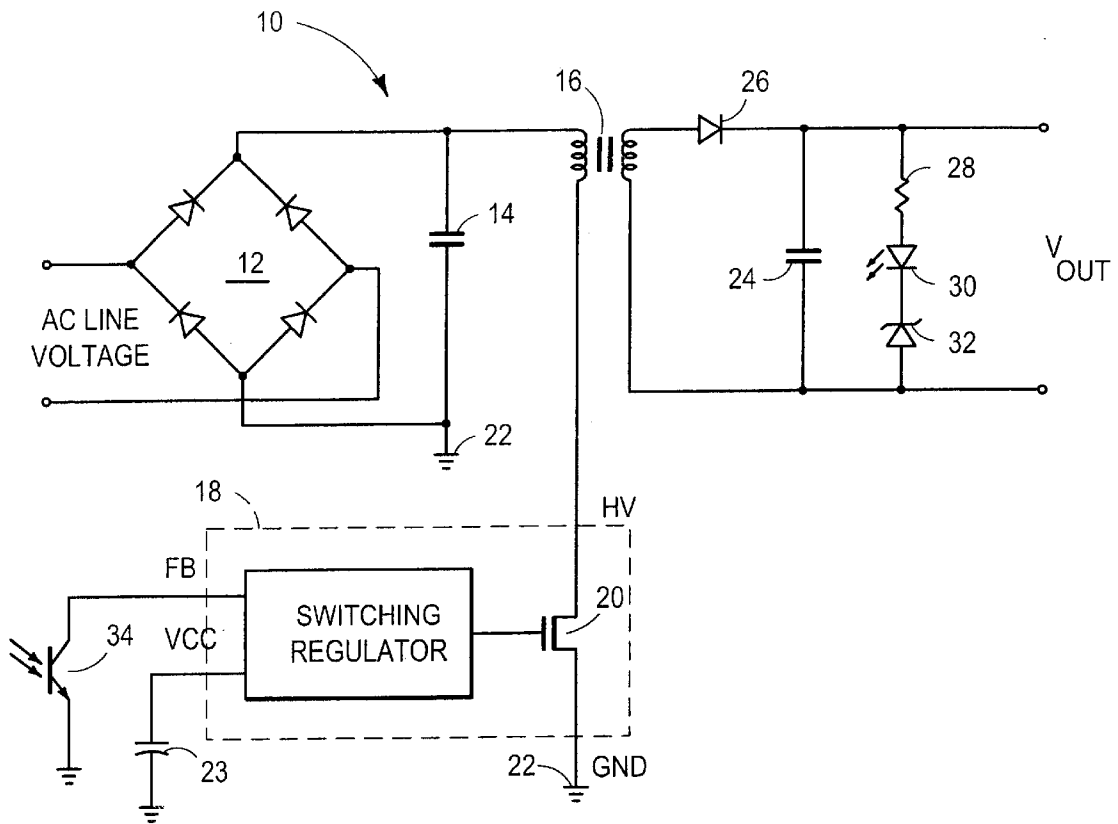 10
16
26
28
14
12
24
30
V
OUT
AC LINE
VOLTAGE
32
22
18
HV
FB
SWITCHING
REGULATOR
20
34
VCC
23
22
GND